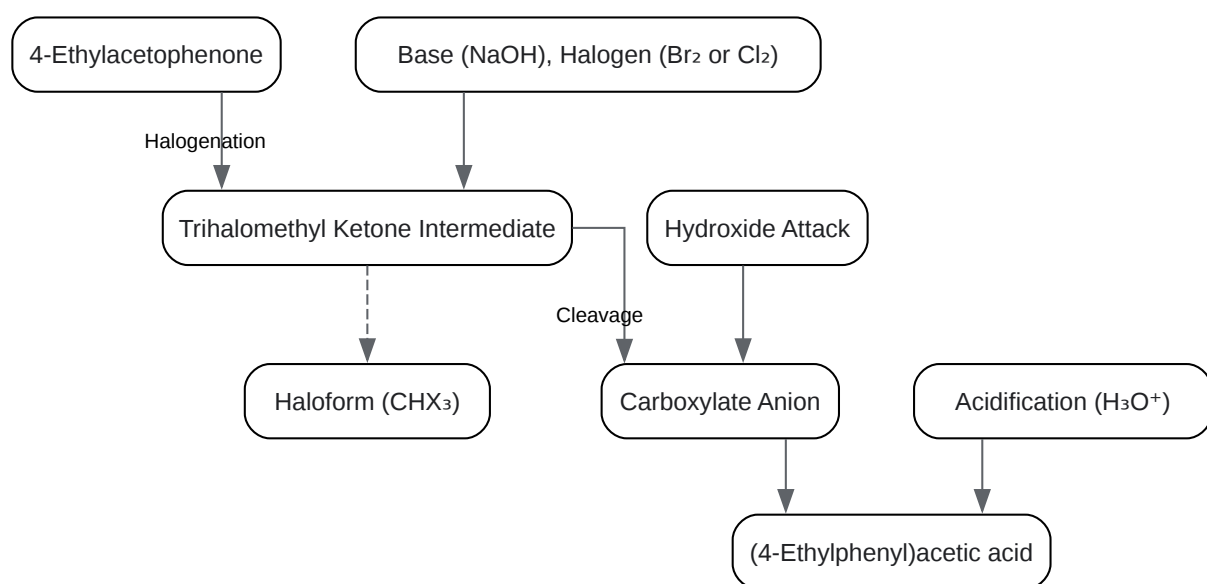 4-Ethylacetophenone
Base (NaOH), Halogen (Br₂ or Cl₂)
Halogenation
Trihalomethyl Ketone Intermediate
Hydroxide Attack
Cleavage
Haloform (CHX₃)
Carboxylate Anion
Acidification (H₃O⁺)
(4-Ethylphenyl)acetic acid